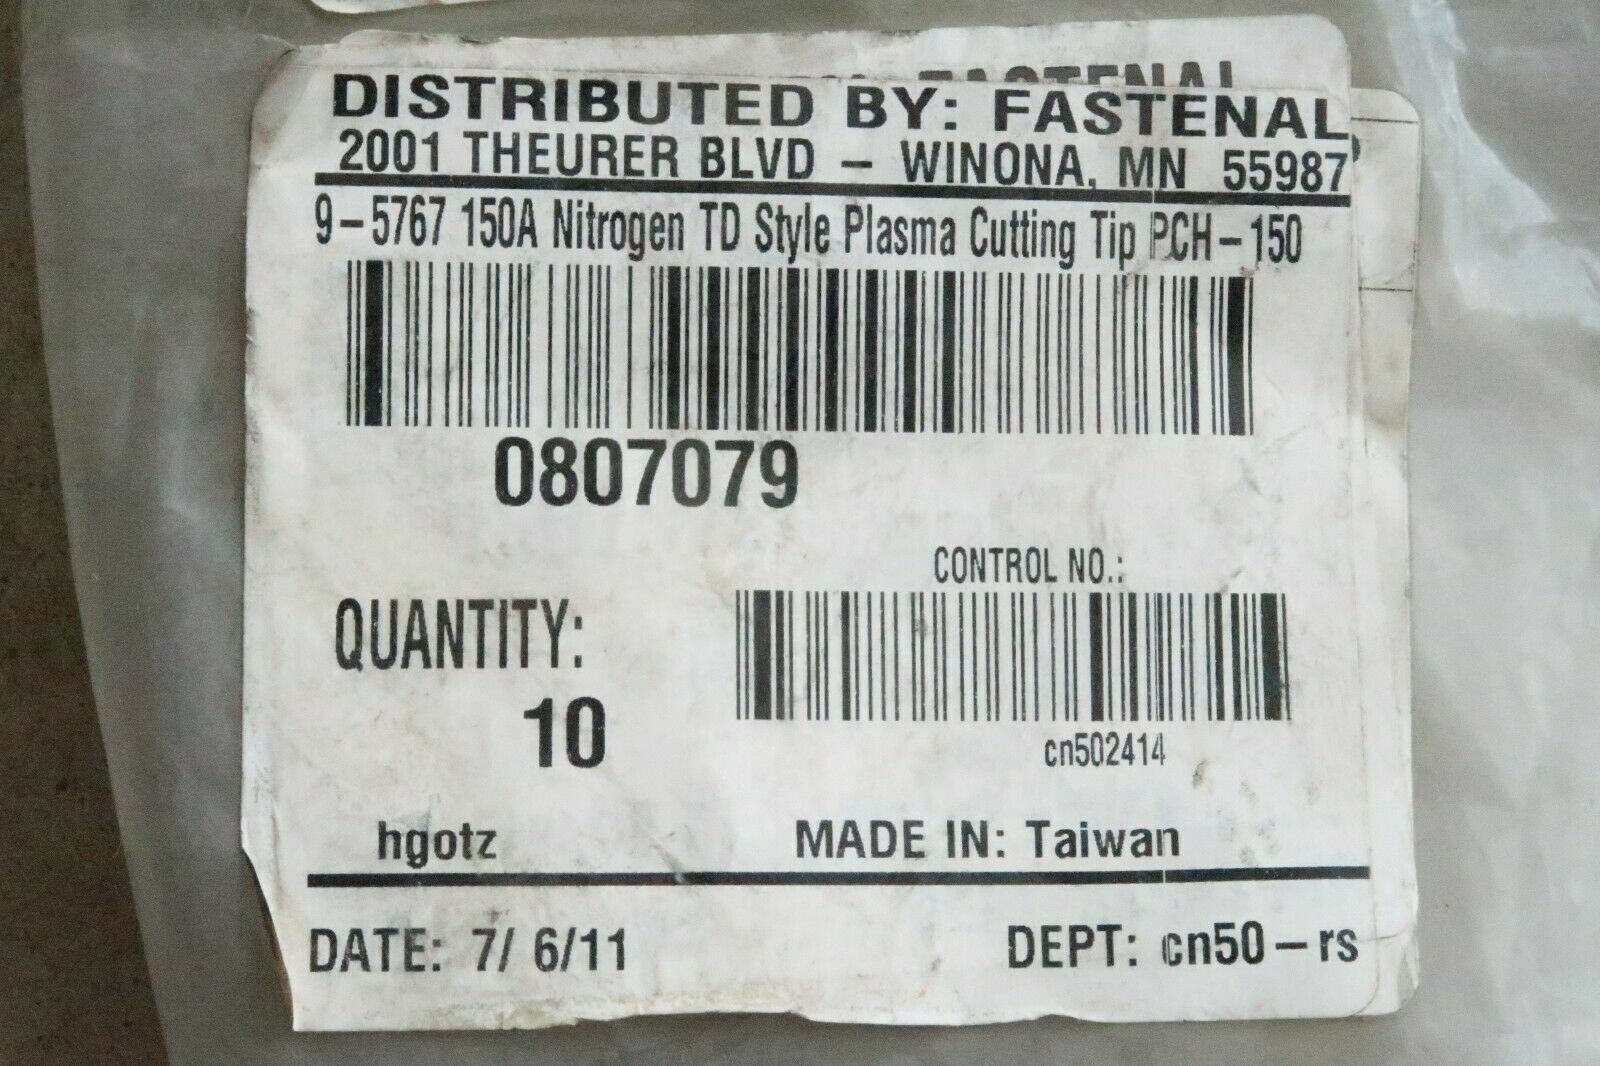 FASTENAL
DISTRIBUTED BY: FASTENAL
2001 THEURER BLVD – WINONA, MN 55987
9-5767 150A Nitrogen TD Style Plasma Cutting Tip PCH-150
0807079
CONTROL NO.:
QUANTITY:
10
cn502414
hgotz
MADE IN: Taiwan
DATE: 7/ 6/11
DEPT: cn50-rs